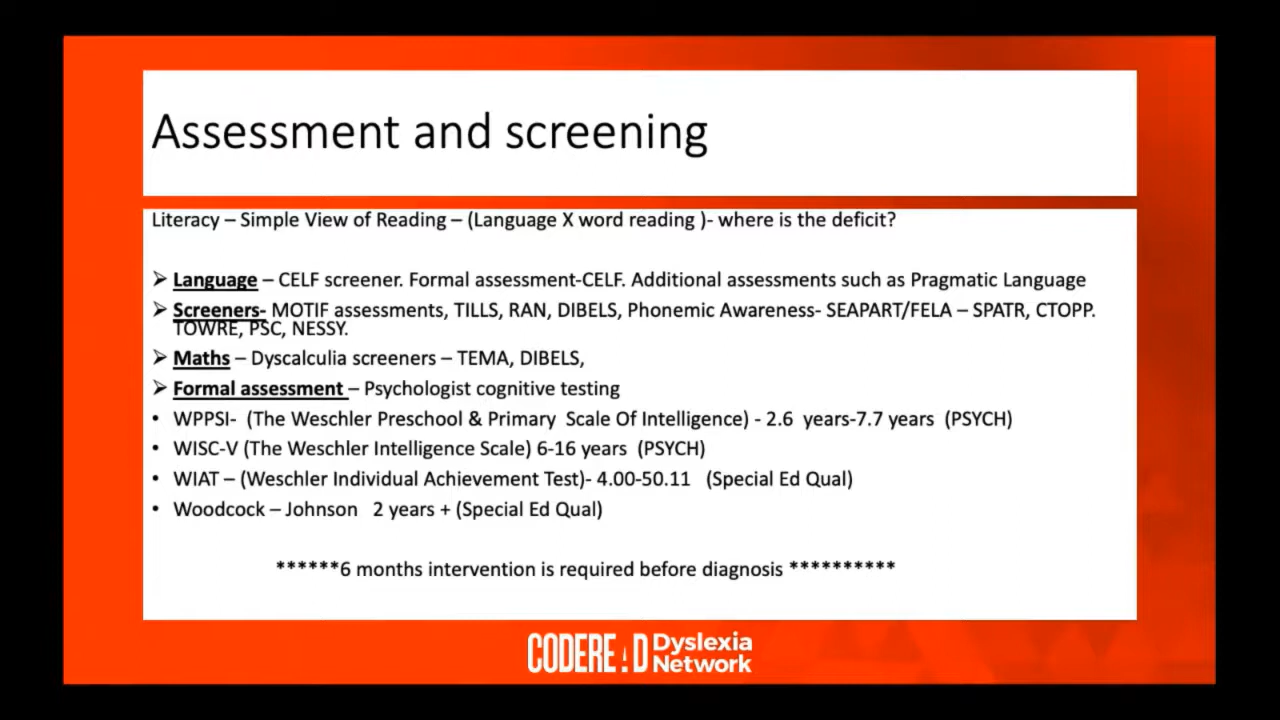 Assessment and screening
Literacy – Simple View of Reading – (Language X word reading )- where is the deficit?
➢ Language – CELF screener. Formal assessment-CELF. Additional assessments such as Pragmatic Language
➢ Screeners- MOTIF assessments, TILLS, RAN, DIBELS, Phonemic Awareness- SEAPART/FELA – SPATR, CTOPP.
TOWRE, PSC, NESSY.
➢ Maths – Dyscalculia screeners – TEMA, DIBELS,
➢ Formal assessment – Psychologist cognitive testing
• WPPSI- (The Weschler Preschool & Primary Scale Of Intelligence) - 2.6 years-7.7 years (PSYCH)
• WISC-V (The Weschler Intelligence Scale) 6-16 years (PSYCH)
• WIAT – (Weschler Individual Achievement Test)- 4.00-50.11 (Special Ed Qual)
• Woodcock – Johnson 2 years + (Special Ed Qual)
******6 months intervention is required before diagnosis **********
CODEREAD Dyslexia
Network